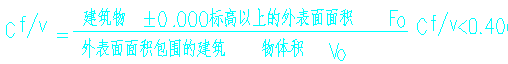 建筑物 ±0.000标高以上的外表面面积 Fo
Cf/v = Cf/v<0.40
外表面面积包围的建筑 物体积 Vo